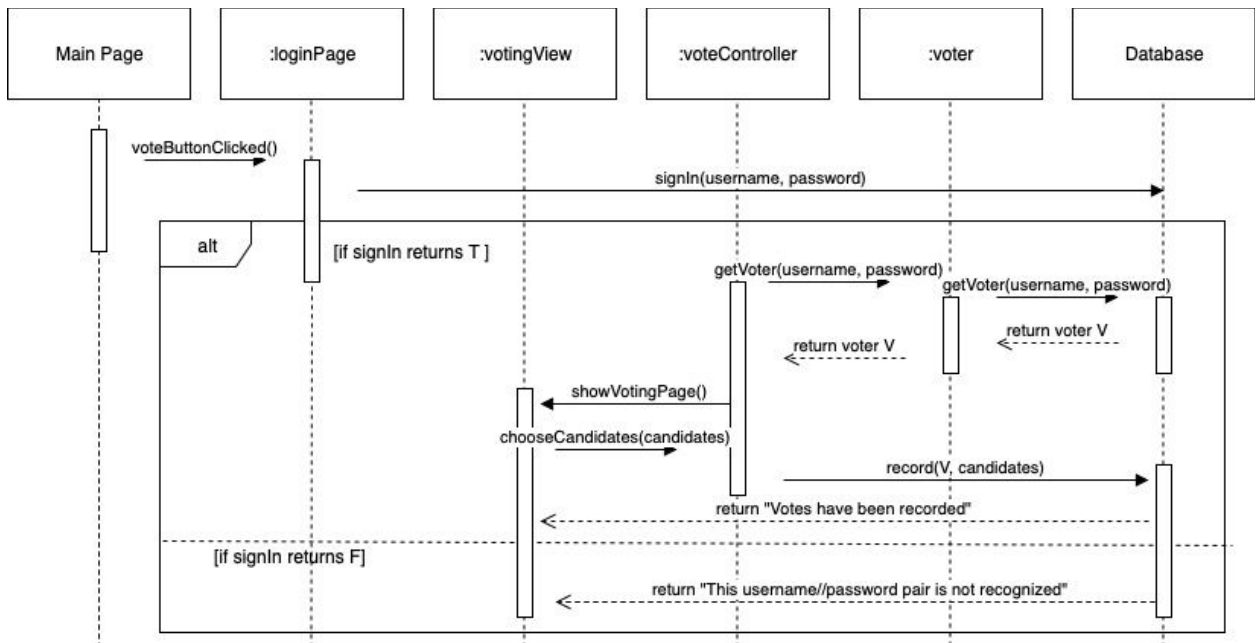 Main Page
:loginPage
:votingView
:voteController
:voter
Database
voteButtonClicked()
signIn(username, password)
alt
[if signIn returns T ]
getVoter(username, password)
getVoter(username, password)
return voter V
return voter V
showVotingPage()
chooseCandidates(candidates)
record(V, candidates)
return "Votes have been recorded"
[if signIn returns F]
return "This username//password pair is not recognized"